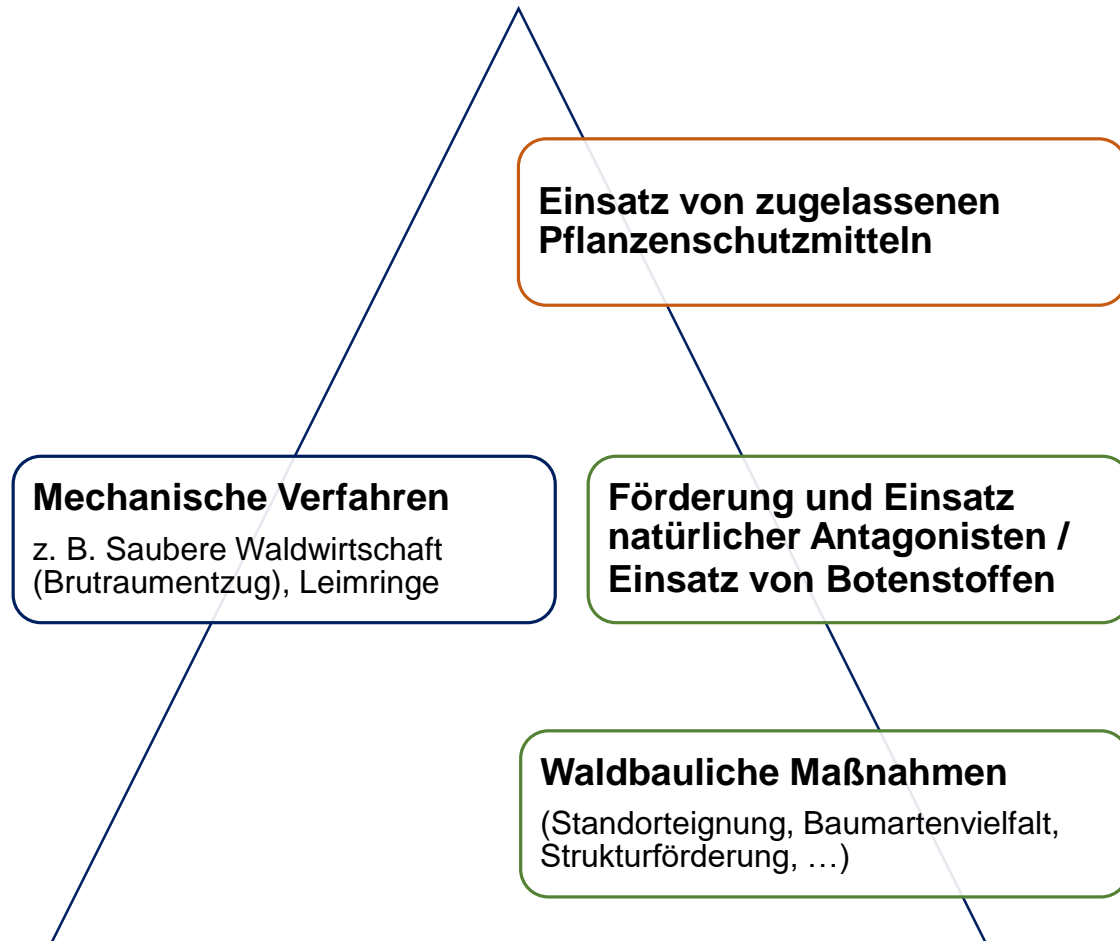 Einsatz von zugelassenen
Pflanzenschutzmitteln
Mechanische Verfahren
z. B. Saubere Waldwirtschaft
(Brutraumentzug), Leimringe
Förderung und Einsatz
natürlicher Antagonisten /
Einsatz von Botenstoffen
Waldbauliche Maßnahmen
(Standorteignung, Baumartenvielfalt,
Strukturförderung, …)